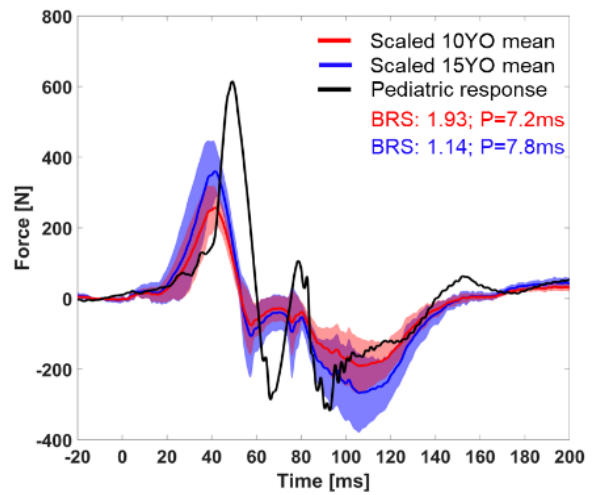 800
600
400
200
0
-200
-400
Force [N]
Scaled 10YO mean
Scaled 15YO mean
Pediatric response
BRS: 1.93; P=7.2ms
BRS: 1.14; P=7.8ms
-20 0 20 40 60 80 100 120 140 160 180 200
Time [ms]